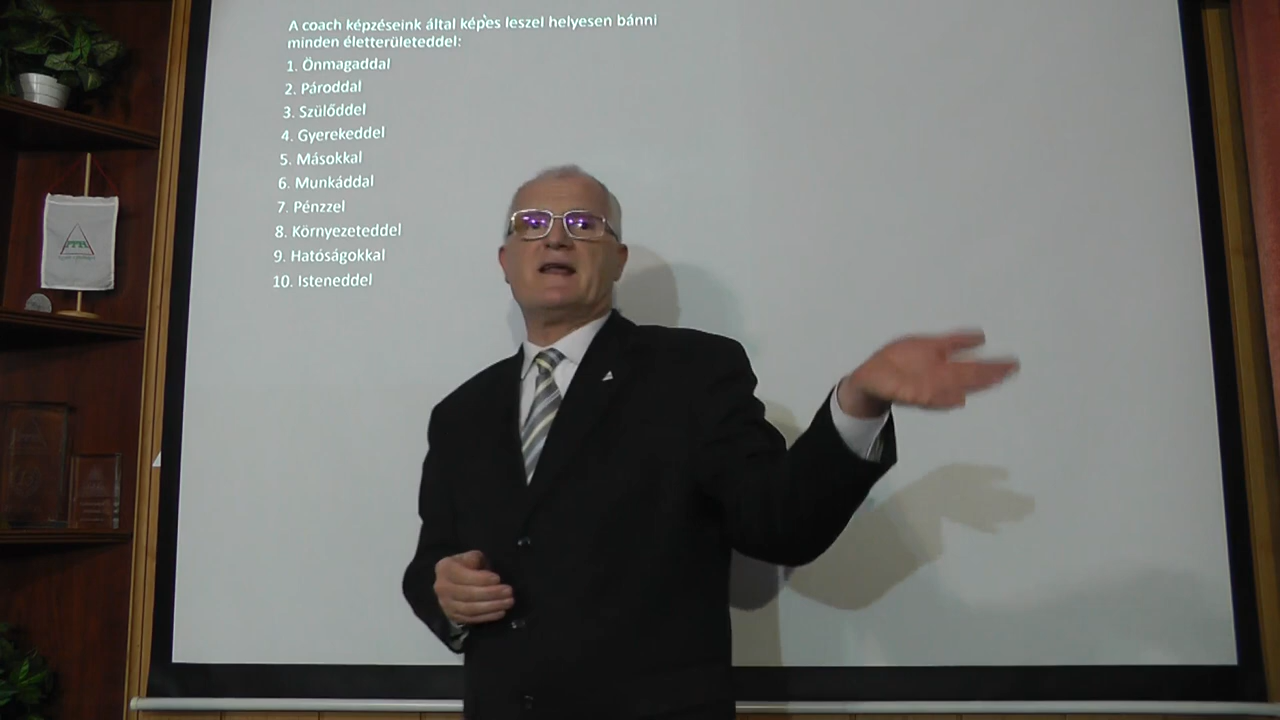 A coach képzéseink által képes leszel helyesen bánni
minden életterületeddel:
1. Önmagaddal
2. Pároddal
3. Szülőddel
4. Gyerekeddel
5. Másokkal
6. Munkáddal
7. Pénzzel
8. Környezeteddel
9. Hatóságokkal
10. Isteneddel